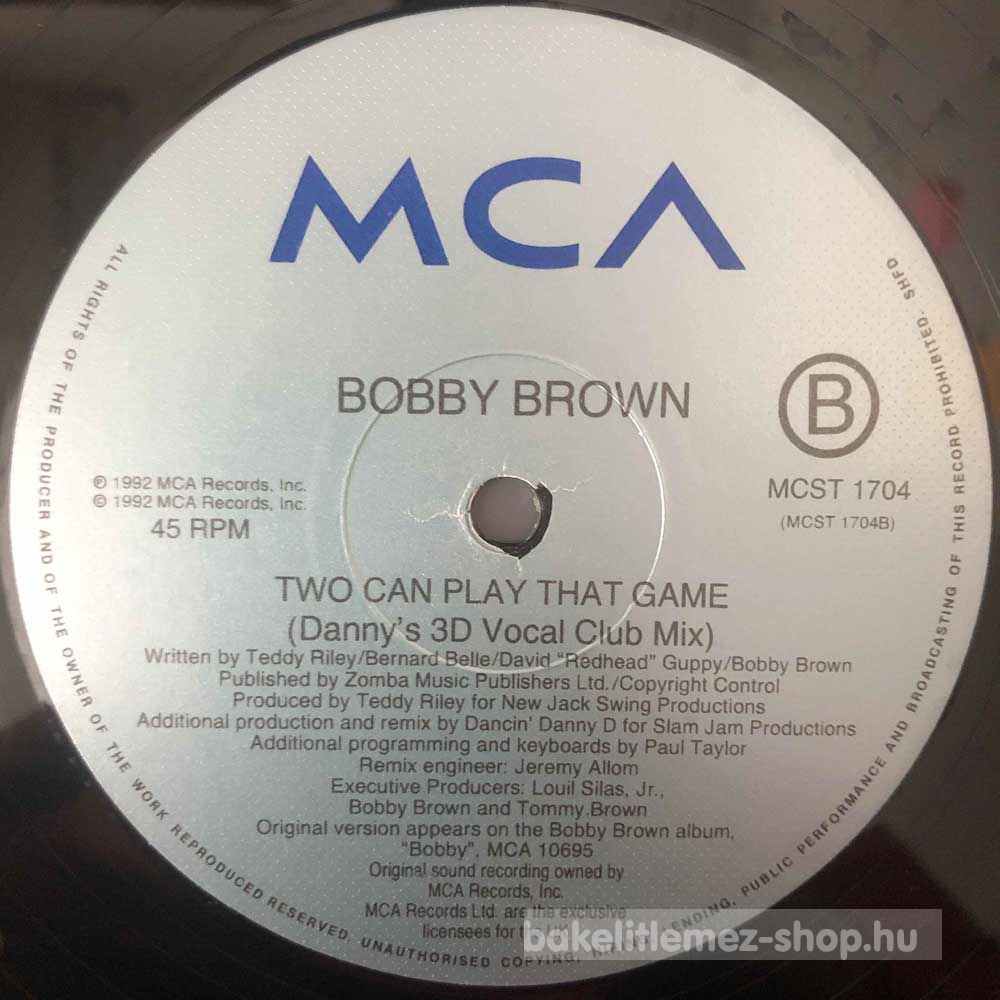 MCA
BOBBY BROWN
B
℗ 1992 MCA Records, Inc.
© 1992 MCA Records, Inc.
45 RPM
MCST 1704
(MCST 1704B)
TWO CAN PLAY THAT GAME
(Danny's 3D Vocal Club Mix)
Written by Teddy Riley/Bernard Belle/David "Redhead" Guppy/Bobby Brown
Published by Zomba Music Publishers Ltd./Copyright Control
Produced by Teddy Riley for New Jack Swing Productions
Additional production and remix by Dancin' Danny D for Slam Jam Productions
Additional programming and keyboards by Paul Taylor
Remix engineer: Jeremy Allom
Executive Producers: Louil Silas, Jr.,
Bobby Brown and Tommy Brown
Original version appears on the Bobby Brown album,
"Bobby", MCA 10695
Original sound recording owned by
MCA Records, Inc.
MCA Records Ltd. are the exclusive
licensees for the
ALL RIGHTS OF THE PRODUCER AND OF THE OWNER OF THE WORK REPRODUCED RESERVED. UNAUTHORISED COPYING, LENDING, PUBLIC PERFORMANCE AND BROADCASTING OF THIS RECORD PROHIBITED. SHFD
bakelitlemez-shop.hu